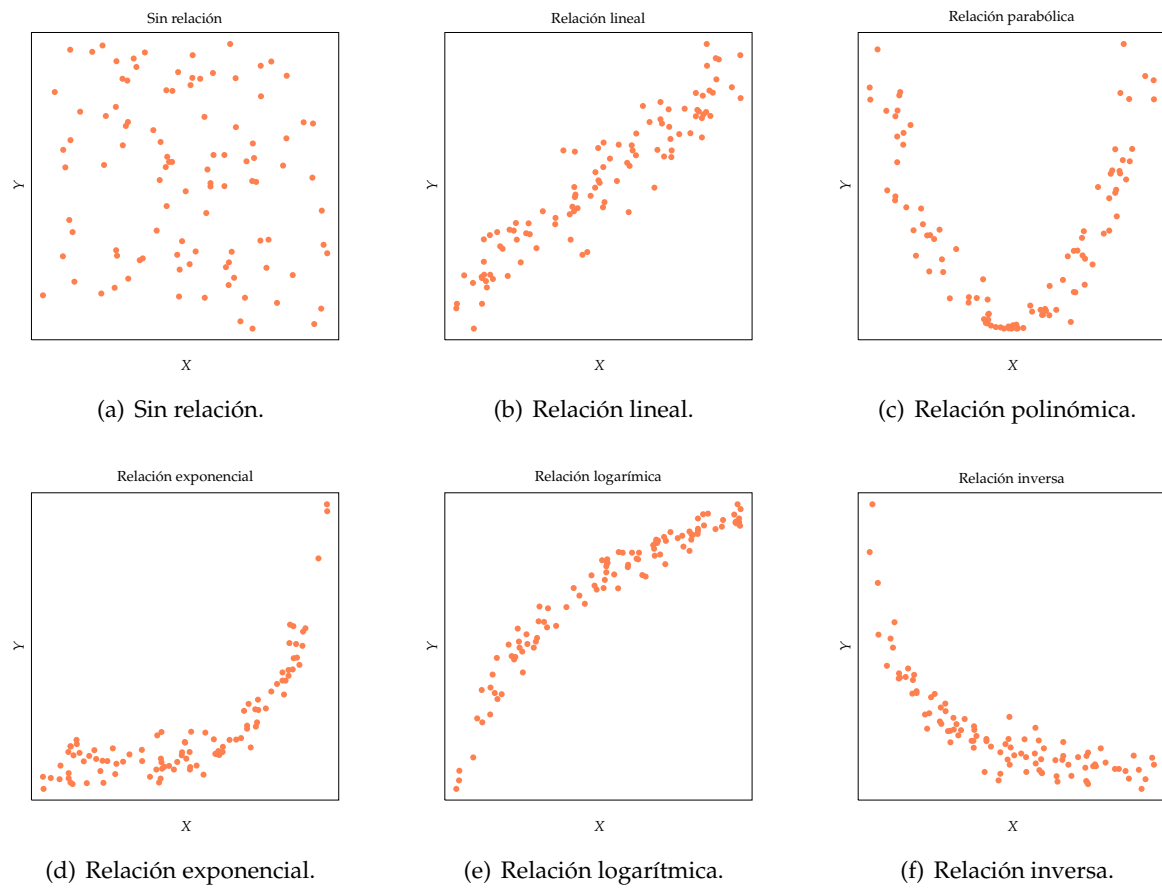 Sin relación
Relación lineal
Relación parabólica
Y
Y
Y
X
X
X
(a) Sin relación.
(b) Relación lineal.
(c) Relación polinómica.
Relación exponencial
Relación logarímica
Relación inversa
Y
Y
Y
X
X
X
(d) Relación exponencial.
(e) Relación logarítmica.
(f) Relación inversa.